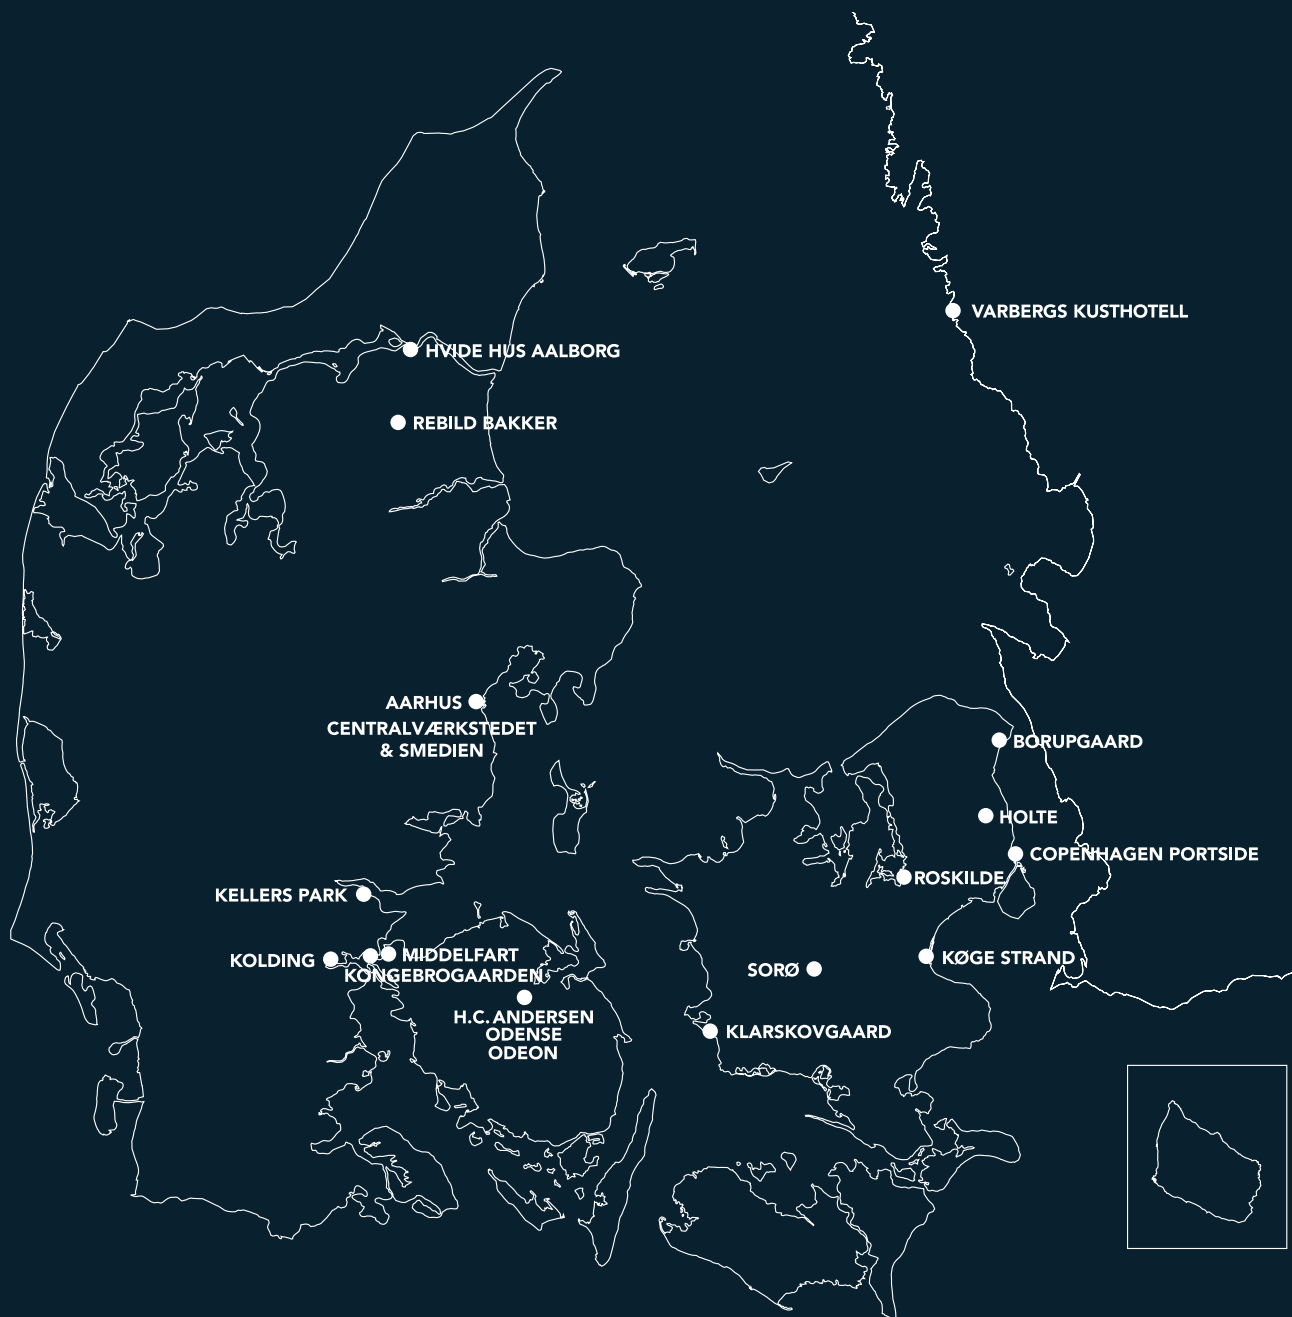 VARBERGS KUSTHOTELL
HVIDE HUS AALBORG
REBILD BAKKER
AARHUS
CENTRALVÆRKSTEDET
& SMEDIEN
BORUPGAARD
HOLTE
COPENHAGEN PORTSIDE
ROSKILDE
KELLERS PARK
MIDDELFART
KOLDING
KONGEBROGAARDEN
KØGE STRAND
SORØ
H.C. ANDERSEN
ODENSE
ODEON
KLARSKOVGAARD